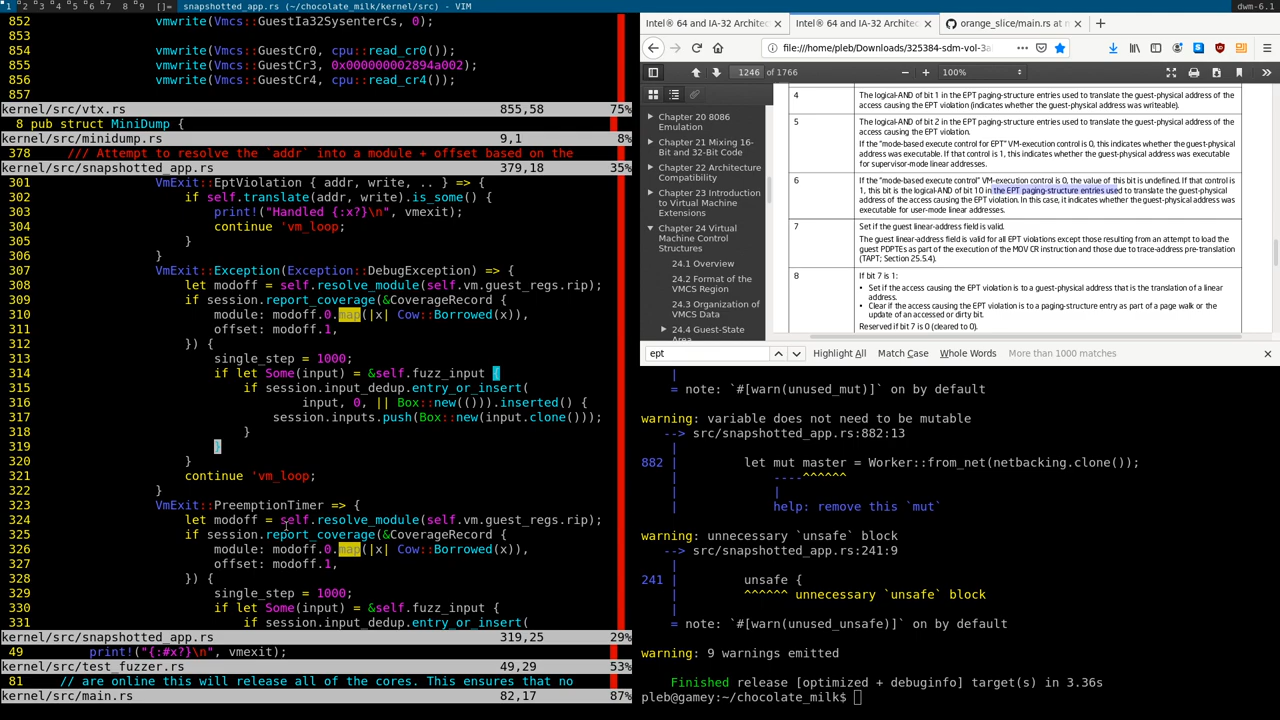 1 2 3 4 5 6 7 8 9 []= snapshotted_app.rs (~/chocolate_milk/kernel/src) - VIM dwm-6.1
852 vmwrite(Vmcs::GuestIa32SysenterCs, 0);
853
854 vmwrite(Vmcs::GuestCr0, cpu::read_cr0());
855 vmwrite(Vmcs::GuestCr3, 0x000000002894a002);
856 vmwrite(Vmcs::GuestCr4, cpu::read_cr4());
857
kernel/src/vtx.rs 855,58 75%
8 pub struct MiniDump {
kernel/src/minidump.rs 9,1 8%
378 /// Attempt to resolve the `addr` into a module + offset based on the
kernel/src/snapshotted_app.rs 379,18 35%
301 VmExit::EptViolation { addr, write, .. } => {
302 if self.translate(addr, write).is_some() {
303 print!("Handled {:x?}\n", vmexit);
304 continue 'vm_loop;
305 }
306 }
307 VmExit::Exception(Exception::DebugException) => {
308 let modoff = self.resolve_module(self.vm.guest_regs.rip);
309 if session.report_coverage(&CoverageRecord {
310 module: modoff.0.map(|x| Cow::Borrowed(x)),
311 offset: modoff.1,
312 }) {
313 single_step = 1000;
314 if let Some(input) = &self.fuzz_input {
315 if session.input_dedup.entry_or_insert(
316 input, 0, || Box::new(())).inserted() {
317 session.inputs.push(Box::new(input.clone()));
318 }
319 }
320 }
321 continue 'vm_loop;
322 }
323 VmExit::PreemptionTimer => {
324 let modoff = self.resolve_module(self.vm.guest_regs.rip);
325 if session.report_coverage(&CoverageRecord {
326 module: modoff.0.map(|x| Cow::Borrowed(x)),
327 offset: modoff.1,
328 }) {
329 single_step = 1000;
330 if let Some(input) = &self.fuzz_input {
331 if session.input_dedup.entry_or_insert(
kernel/src/snapshotted_app.rs 319,25 29%
49 print!("{:#x?}\n", vmexit);
kernel/src/test_fuzzer.rs 49,29 53%
81 // are online this will release all of the cores. This ensures that no
kernel/src/main.rs 82,17 87%
Intel® 64 and IA-32 Architec
Intel® 64 and IA-32 Architec
orange_slice/main.rs at m
file:///home/pleb/Downloads/325384-sdm-vol-3a
1246 of 1766
100%
Chapter 20 8086
Emulation
Chapter 21 Mixing 16-
Bit and 32-Bit Code
Chapter 22 Architecture
Compatibility
Chapter 23 Introduction
to Virtual Machine
Extensions
Chapter 24 Virtual
Machine Control
Structures
24.1 Overview
24.2 Format of the
VMCS Region
24.3 Organization of
VMCS Data
24.4 Guest-State
Area
4 The logical-AND of bit 1 in the EPT paging-structure entries used to translate the guest-physical address of the
access causing the EPT violation (indicates whether the guest-physical address was writeable).
5 The logical-AND of bit 2 in the EPT paging-structure entries used to translate the guest-physical address of the
access causing the EPT violation.
If the "mode-based execute control for EPT" VM-execution control is 0, this indicates whether the guest-physical
address was executable. If that control is 1, this indicates whether the guest-physical address was executable
for supervisor-mode linear addresses.
6 If the "mode-based execute control" VM-execution control is 0, the value of this bit is undefined. If that control is
1, this bit is the logical-AND of bit 10 in the EPT paging-structure entries used to translate the guest-physical
address of the access causing the EPT violation. In this case, it indicates whether the guest-physical address was
executable for user-mode linear addresses.
7 Set if the guest linear-address field is valid.
The guest linear-address field is valid for all EPT violations except those resulting from an attempt to load the
guest PDPTEs as part of the execution of the MOV CR instruction and those due to trace-address pre-translation
(TAPT; Section 25.5.4).
8 If bit 7 is 1:
• Set if the access causing the EPT violation is to a guest-physical address that is the translation of a linear
address.
• Clear if the access causing the EPT violation is to a paging-structure entry as part of a page walk or the
update of an accessed or dirty bit.
Reserved if bit 7 is 0 (cleared to 0).
ept Highlight All Match Case Whole Words More than 1000 matches
|
= note: `#[warn(unused_mut)]` on by default
warning: variable does not need to be mutable
--> src/snapshotted_app.rs:882:13
|
882 | let mut master = Worker::from_net(netbacking.clone());
| ----^^^^^^
| |
| help: remove this `mut`
warning: unnecessary `unsafe` block
--> src/snapshotted_app.rs:241:9
|
241 | unsafe {
| ^^^^^^ unnecessary `unsafe` block
|
= note: `#[warn(unused_unsafe)]` on by default
warning: 9 warnings emitted
Finished release [optimized + debuginfo] target(s) in 3.36s
pleb@gamey:~/chocolate_milk$